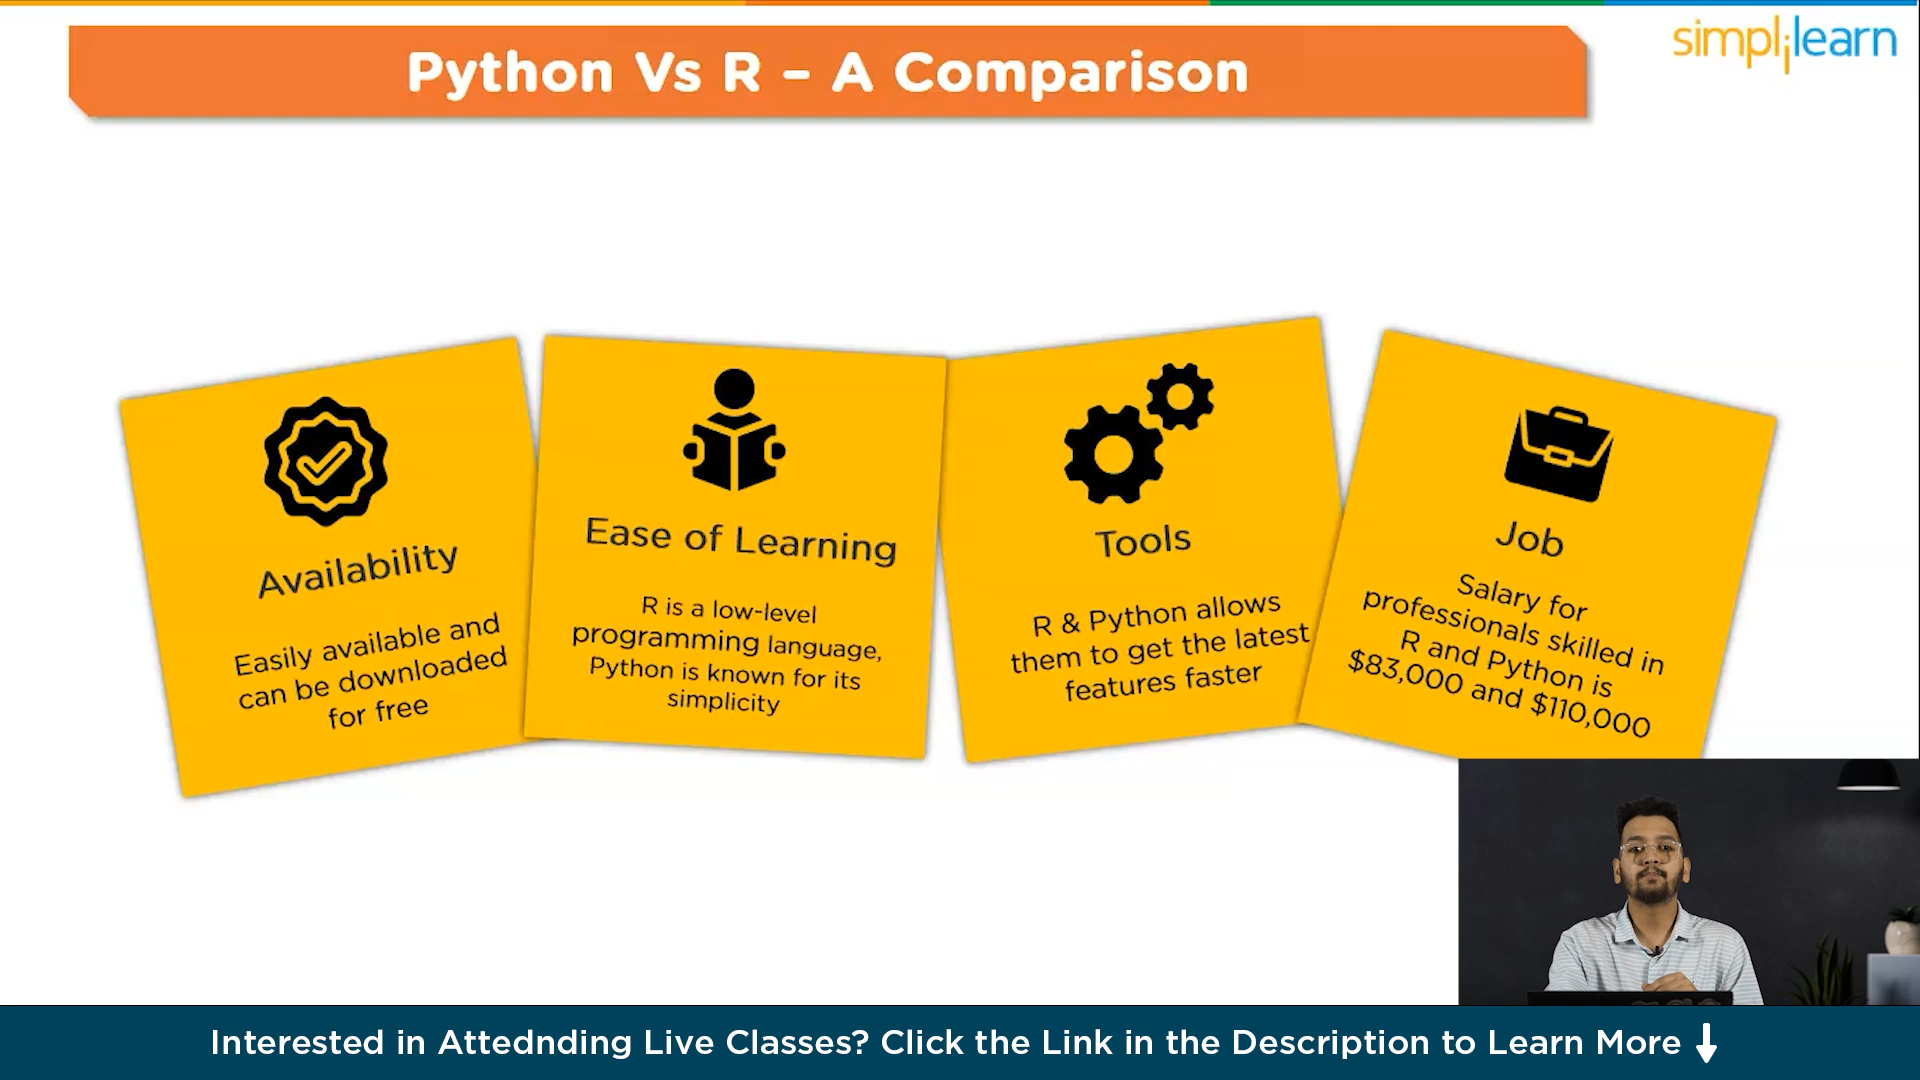 Python Vs R – A Comparison
simplilearn
Availability
Easily available and
can be downloaded
for free
Ease of Learning
R is a low-level
programming language,
Python is known for its
simplicity
Tools
R & Python allows
them to get the latest
features faster
Job
Salary for
professionals skilled in
R and Python is
$83,000 and $110,000
Interested in Attednding Live Classes? Click the Link in the Description to Learn More